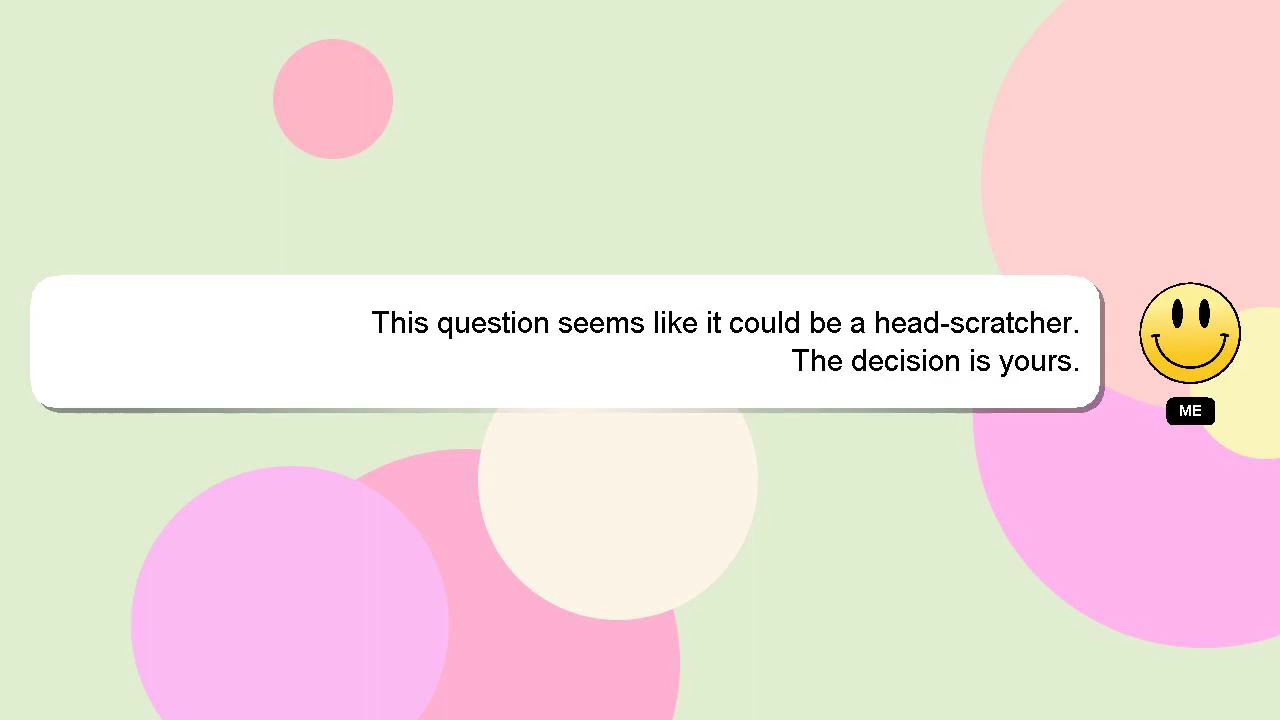 This question seems like it could be a head-scratcher.
The decision is yours.
ME